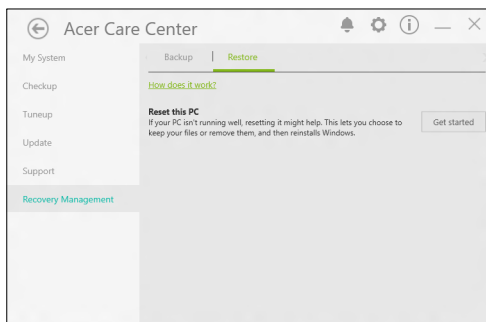 Acer Care Center
My System
Backup
Restore
Checkup
How does it work?
Tuneup
Reset this PC
If your PC isn't running well, resetting it might help. This lets you choose to
keep your files or remove them, and then reinstalls Windows.
Get started
Update
Support
Recovery Management